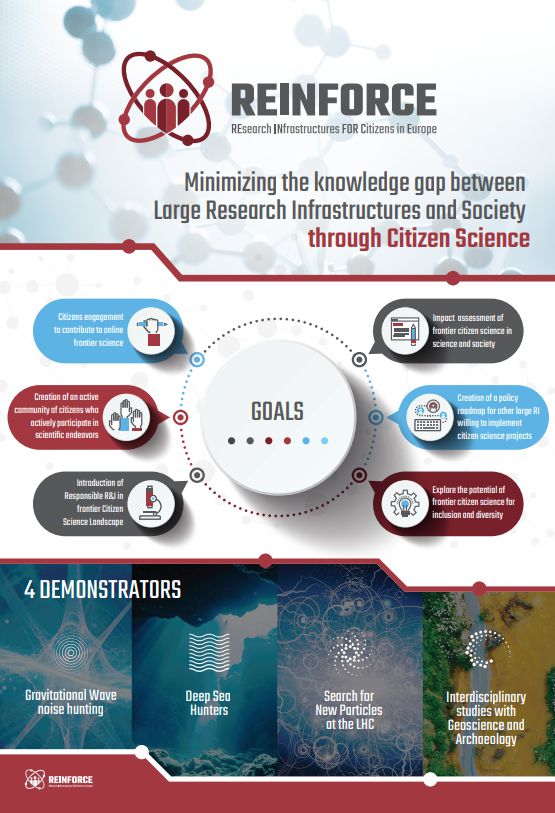 REINFORCE
REsearch INfrastructures FOR Citizens in Europe
Minimizing the knowledge gap between
Large Research Infrastructures and Society
through Citizen Science
Citizens engagement
to contribute to online
frontier science
Creation of an active
community of citizens who
actively participate in
scientific endeavors
Introduction of
Responsible R&I in
frontier Citizen
Science Landscape
GOALS
Impact assessment of
frontier citizen science in
science and society
Creation of a policy
roadmap for other large RI
willing to implement
citizen science projects
Explore the potential of
frontier citizen science for
inclusion and diversity
4 DEMONSTRATORS
Gravitational Wave
noise hunting
Deep Sea
Hunters
Search for
New Particles
at the LHC
Interdisciplinary
studies with
Geoscience and
Archaeology
REINFORCE